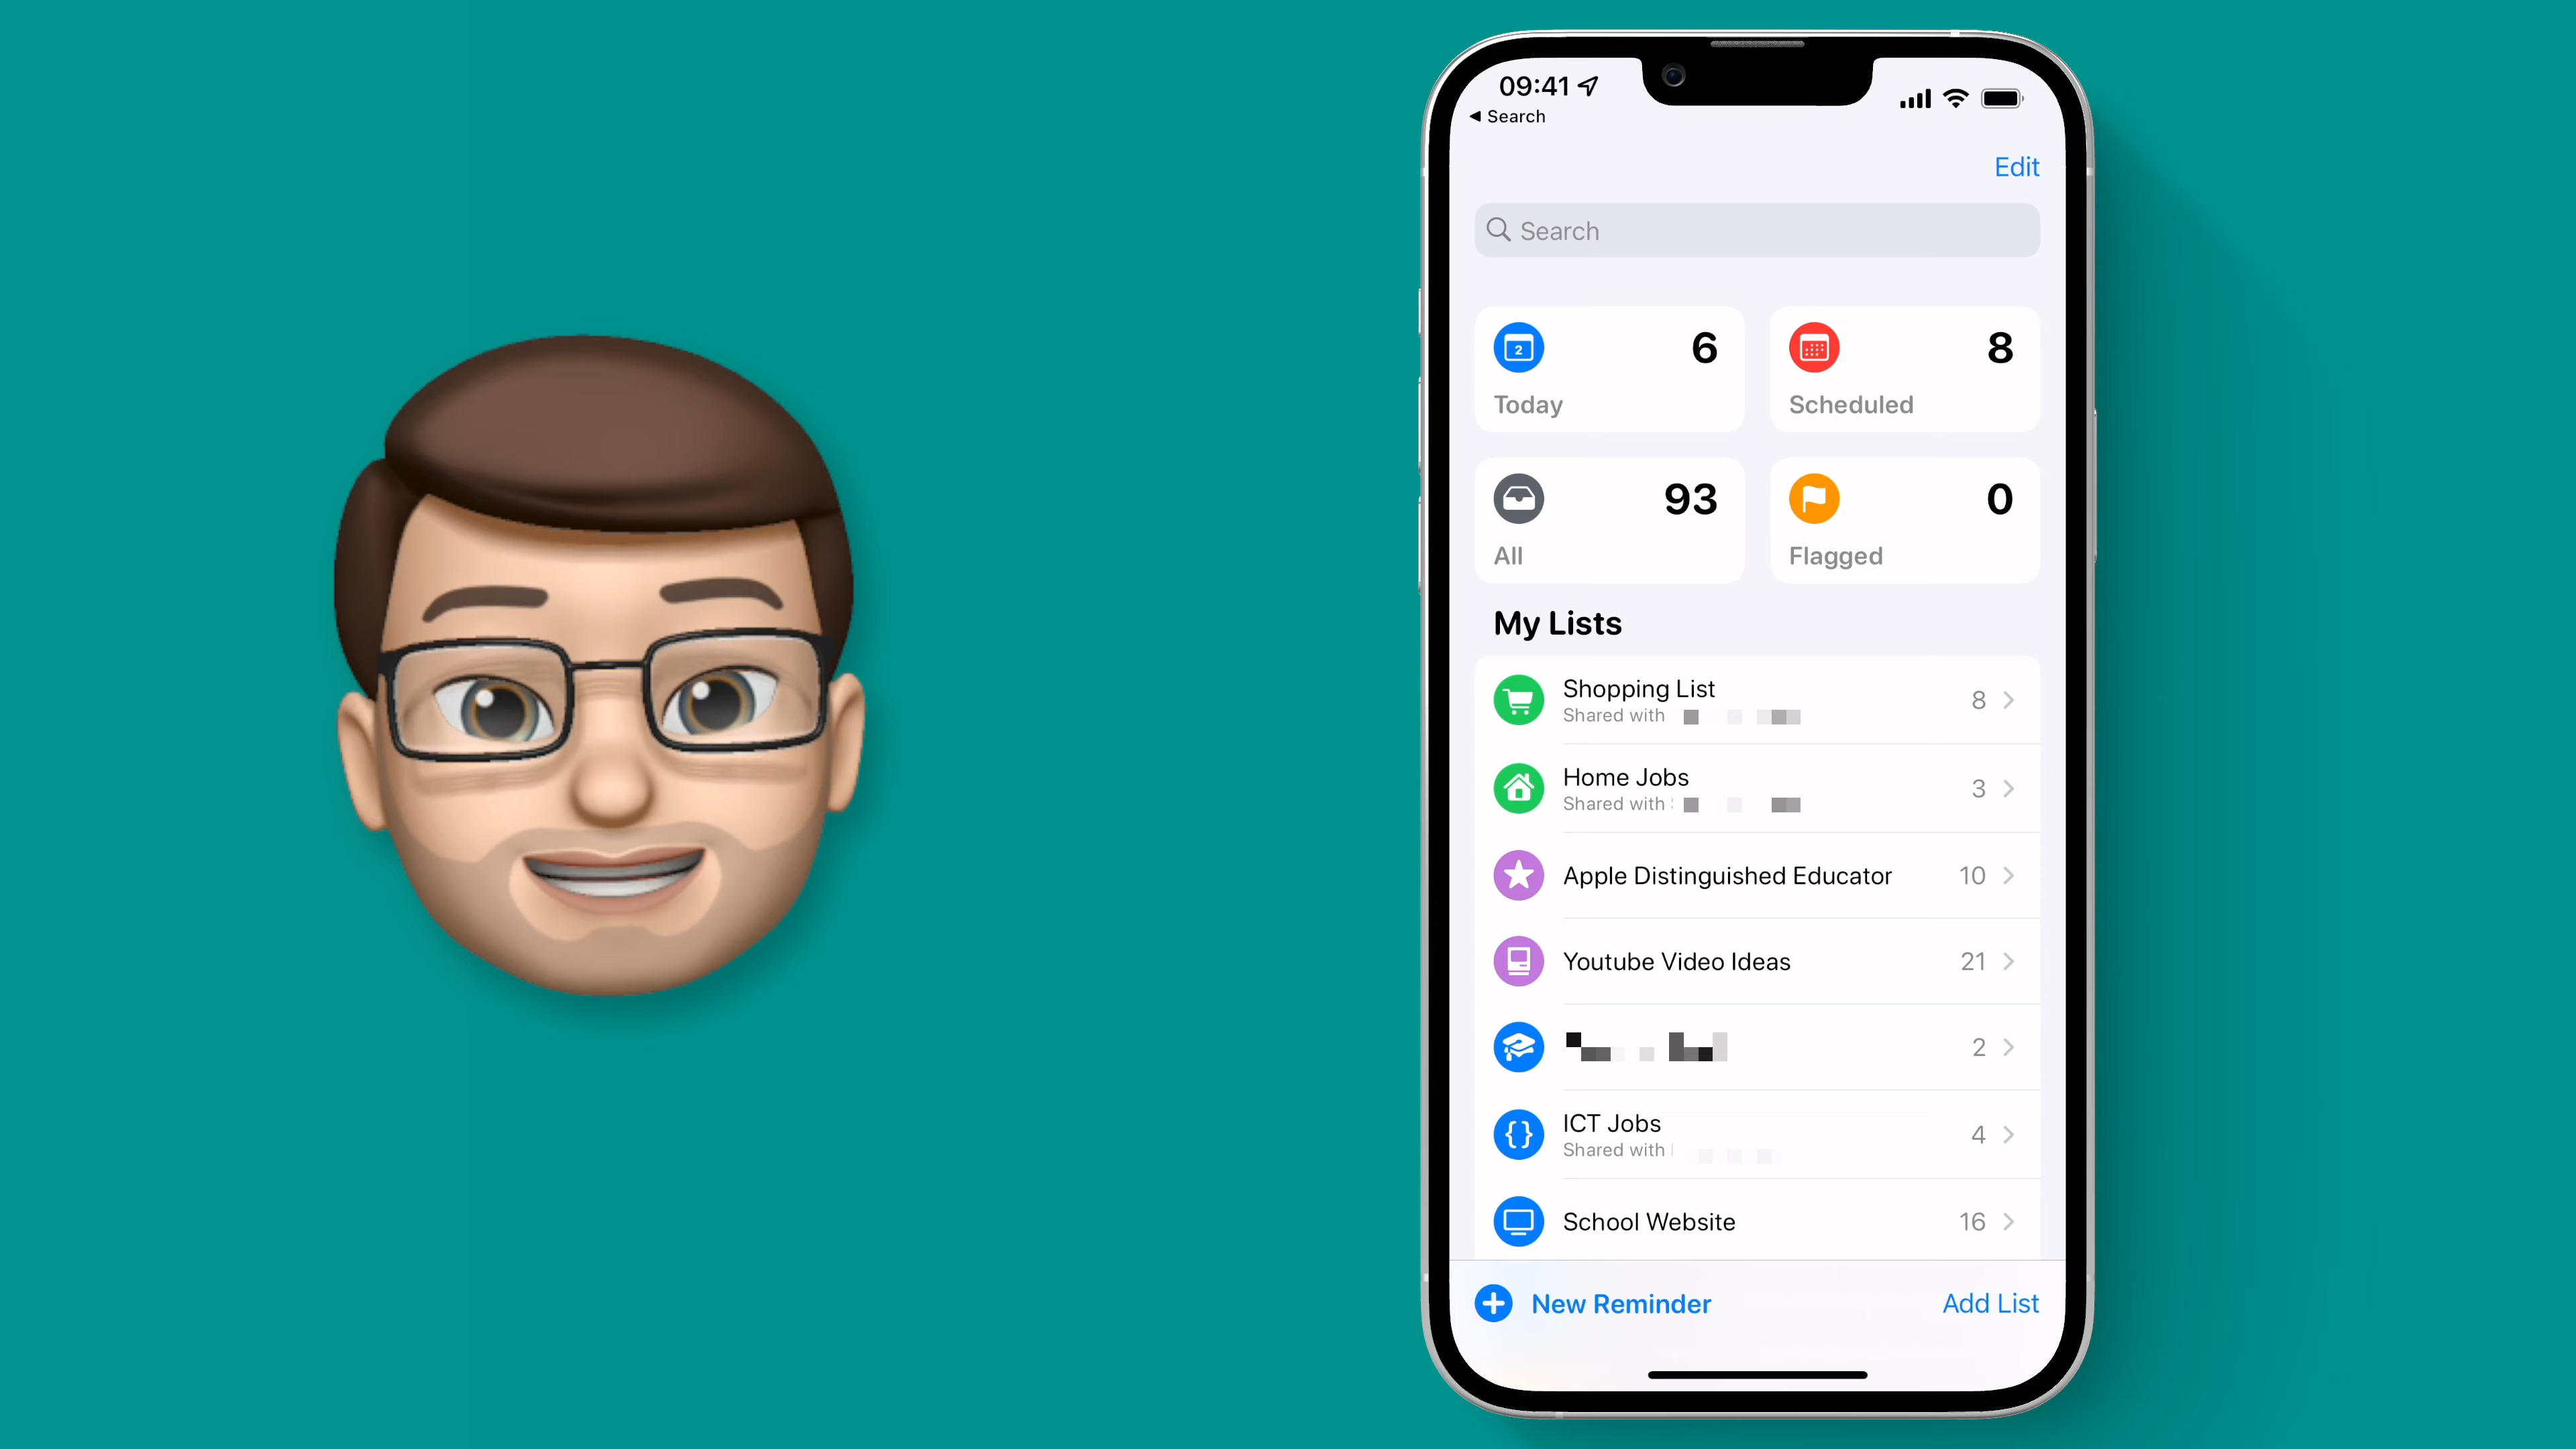 09:41
Search
Edit
Search
2
6
Today
8
Scheduled
93
All
0
Flagged
My Lists
Shopping List
Shared with
8
Home Jobs
Shared with
3
Apple Distinguished Educator
10
Youtube Video Ideas
21
2
ICT Jobs
Shared with
4
School Website
16
New Reminder
Add List